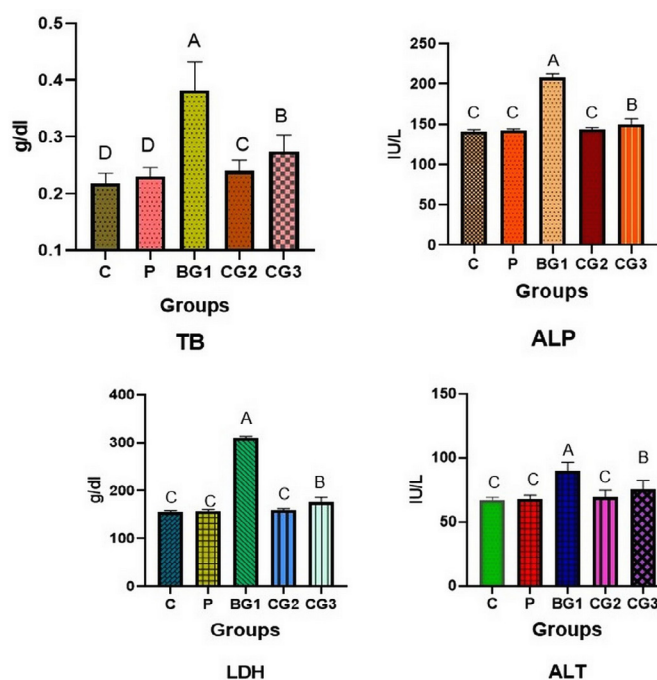 0.5
A
0.4
g/dl
B
0.3
D
D
C
0.2
0.1
C
P
BG1
CG2
CG3
Groups
TB
250
A
200
IU/L
C
C
C
B
150
100
50
0
C
P
BG1
CG2
CG3
Groups
ALP
400
A
300
g/dl
C
C
C
B
200
100
0
C
P
BG1
CG2
CG3
Groups
LDH
150
IU/L
100
C
C
A
C
B
50
0
C
P
BG1
CG2
CG3
Groups
ALT